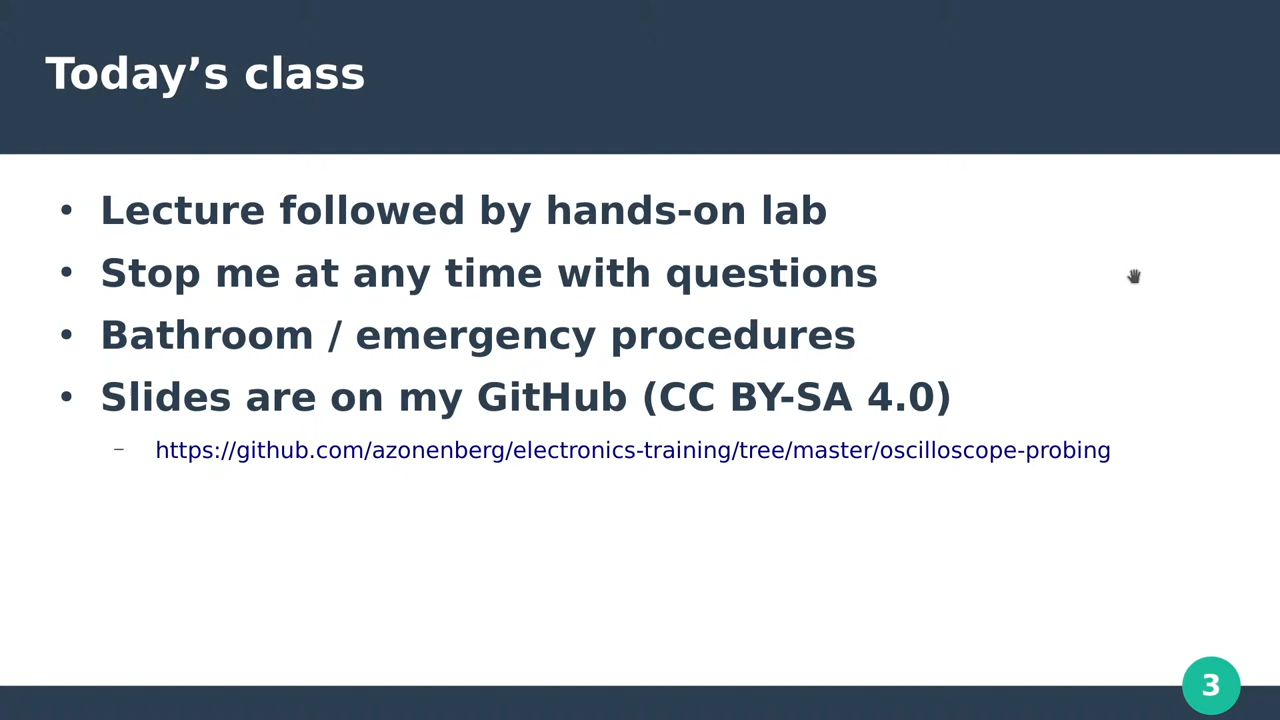 Today’s class
• Lecture followed by hands-on lab
• Stop me at any time with questions
• Bathroom / emergency procedures
• Slides are on my GitHub (CC BY-SA 4.0)
– https://github.com/azonenberg/electronics-training/tree/master/oscilloscope-probing
3